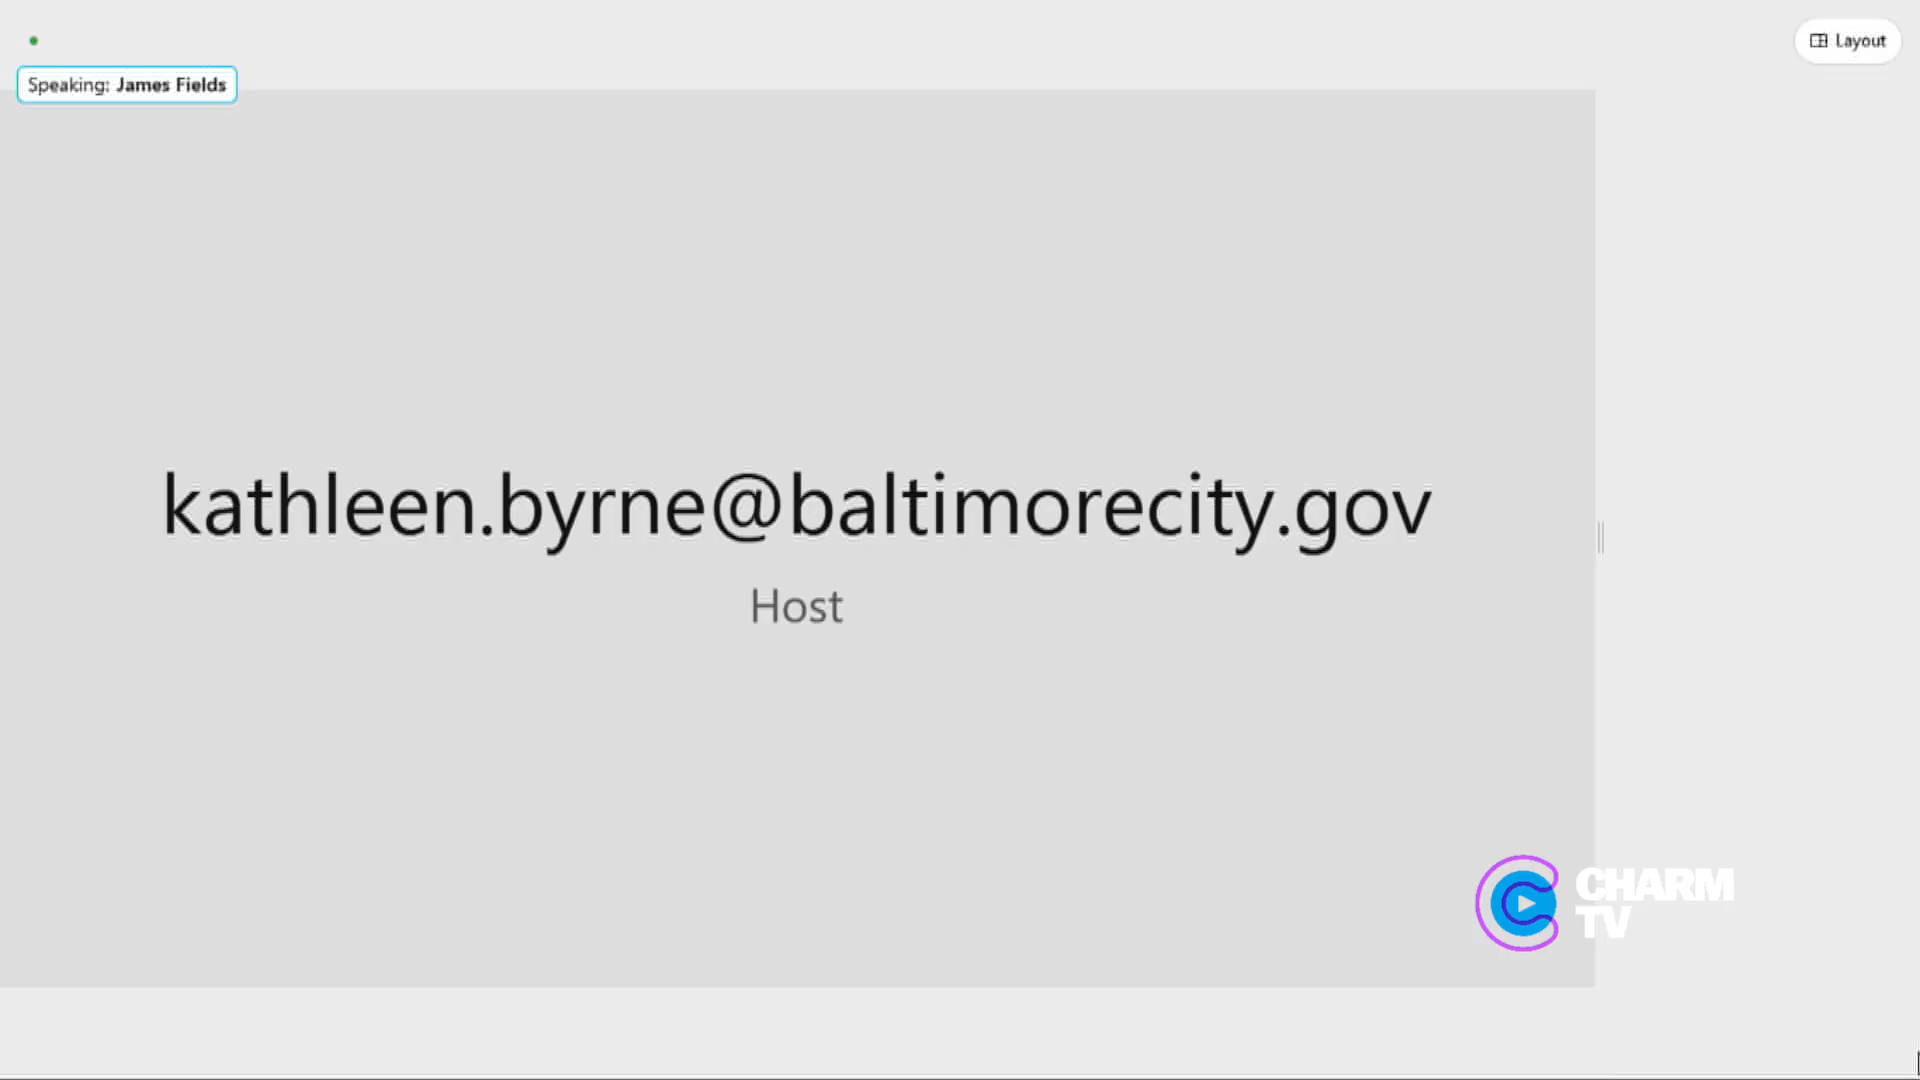 Layout
Speaking: James Fields
kathleen.byrne@baltimorecity.gov
Host
CHARM
TV